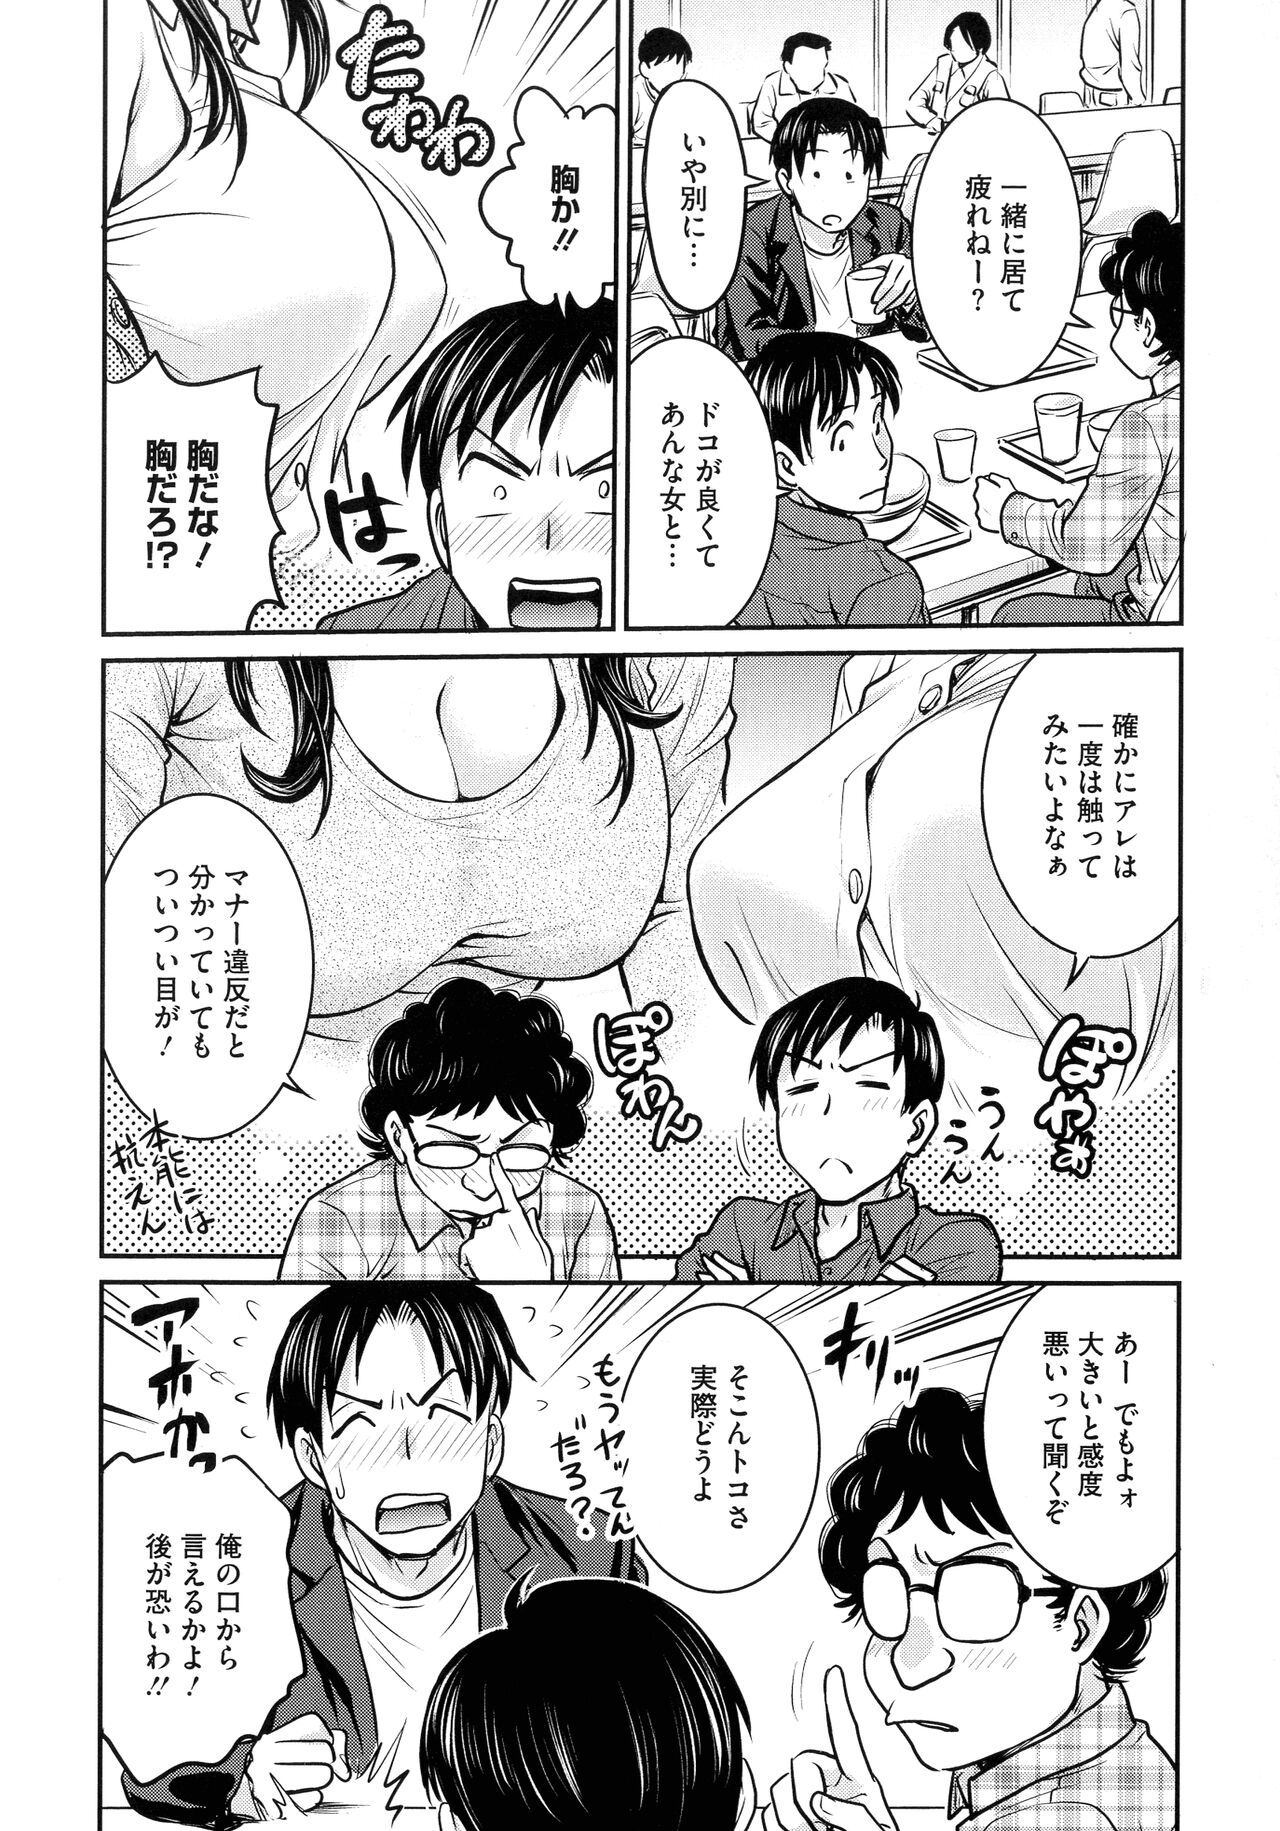 一緒に居て
疲れねー？
いや別に…
ドコが良くて
あんな女と…
たわわ
胸か!!
はっ
胸だな！
胸だろ!?
確かにアレは
一度は触って
みたいよなぁ
ぽやぁ
うん
うん
ぽわん
マナー違反だと
分かっていても
ついつい目が！
本能には
抗えん
あー でもよォ
大きいと感度
悪いって聞くぞ
そこんトコさ
実際どうよ
もうヤッてん
だろ？
アホかっ
俺の口から
言えるかよ！
後が恐いわ!!